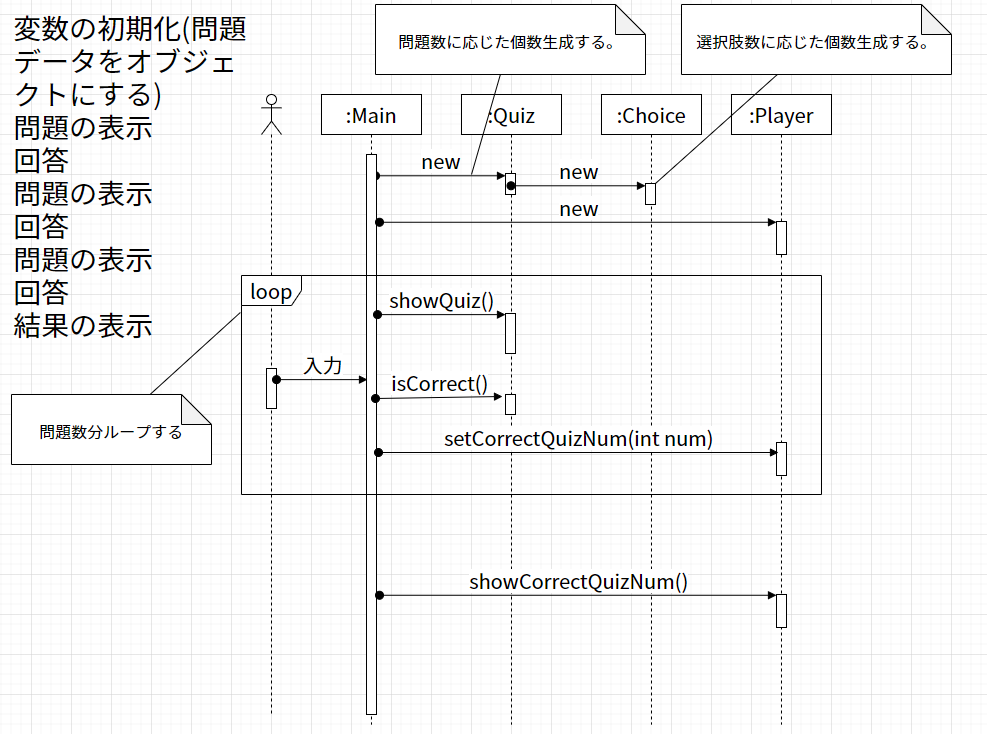 変数の初期化(問題
データをオブジェ
クトにする)
問題の表示
回答
問題の表示
回答
問題の表示
回答
結果の表示
問題数に応じた個数生成する。
選択肢数に応じた個数生成する。
:Main
:Quiz
:Choice
:Player
new
new
new
loop
showQuiz()
入力
isCorrect()
問題数分ループする
setCorrectQuizNum(int num)
showCorrectQuizNum()